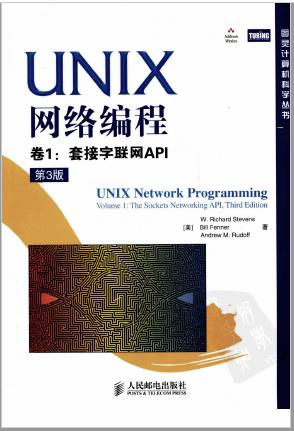 Addison
Wesley
TURING
图灵计算机科学丛书
UNIX
网络编程
卷1：套接字联网API
第3版
UNIX Network Programming
Volume 1: The Sockets Networking API, Third Edition
W. Richard Stevens
[美] Bill Fenner 著
Andrew M. Rudoff
人民邮电出版社
POSTS & TELECOM PRESS